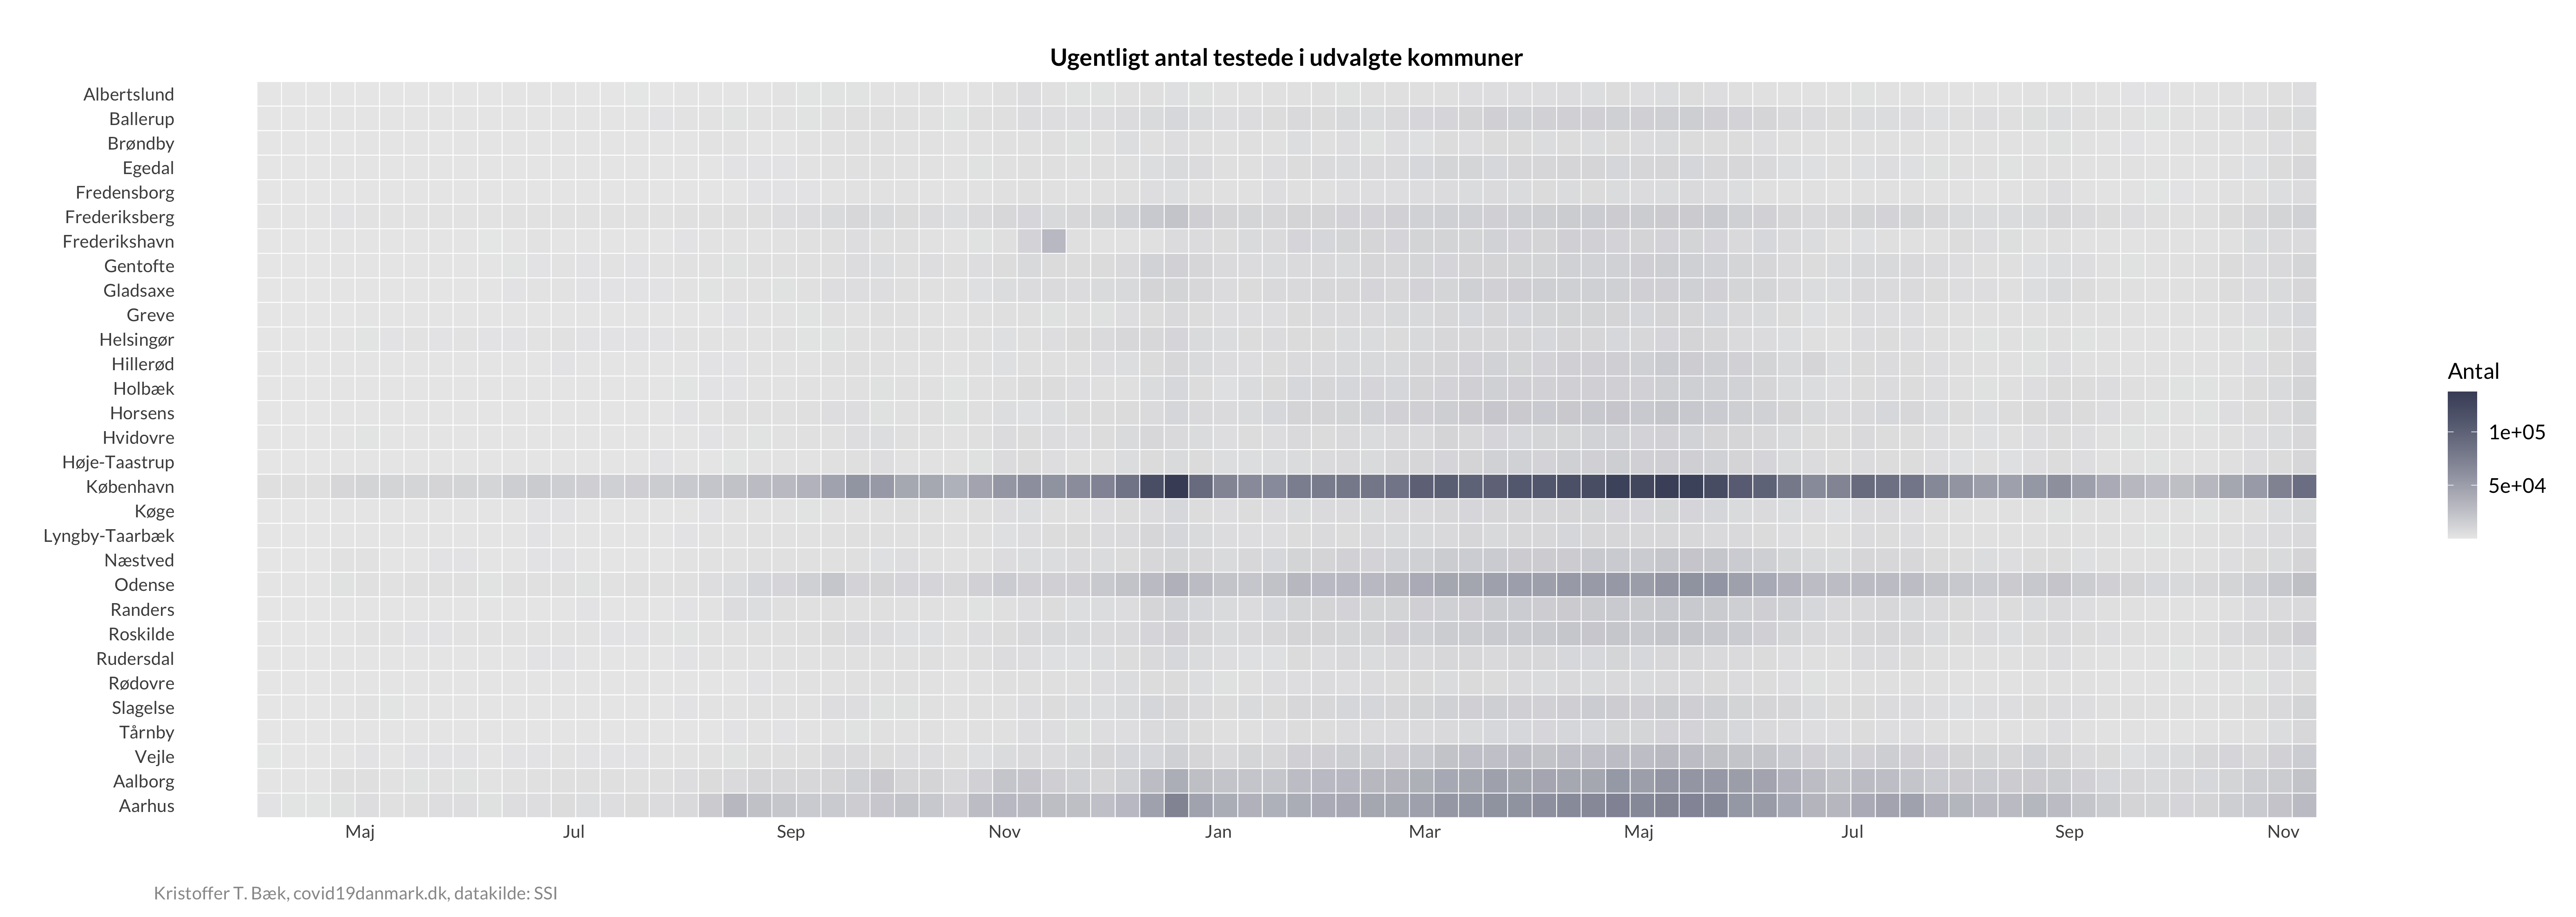 Ugentligt antal testede i udvalgte kommuner
Albertslund
Ballerup
Brøndby
Egedal
Fredensborg
Frederiksberg
Frederikshavn
Gentofte
Gladsaxe
Greve
Helsingør
Hillerød
Holbæk
Horsens
Hvidovre
Høje-Taastrup
København
Køge
Lyngby-Taarbæk
Næstved
Odense
Randers
Roskilde
Rudersdal
Rødovre
Slagelse
Tårnby
Vejle
Aalborg
Aarhus
Maj Jul Sep Nov Jan Mar Maj Jul Sep Nov
Antal
1e+05
5e+04
Kristoffer T. Bæk, covid19danmark.dk, datakilde: SSI